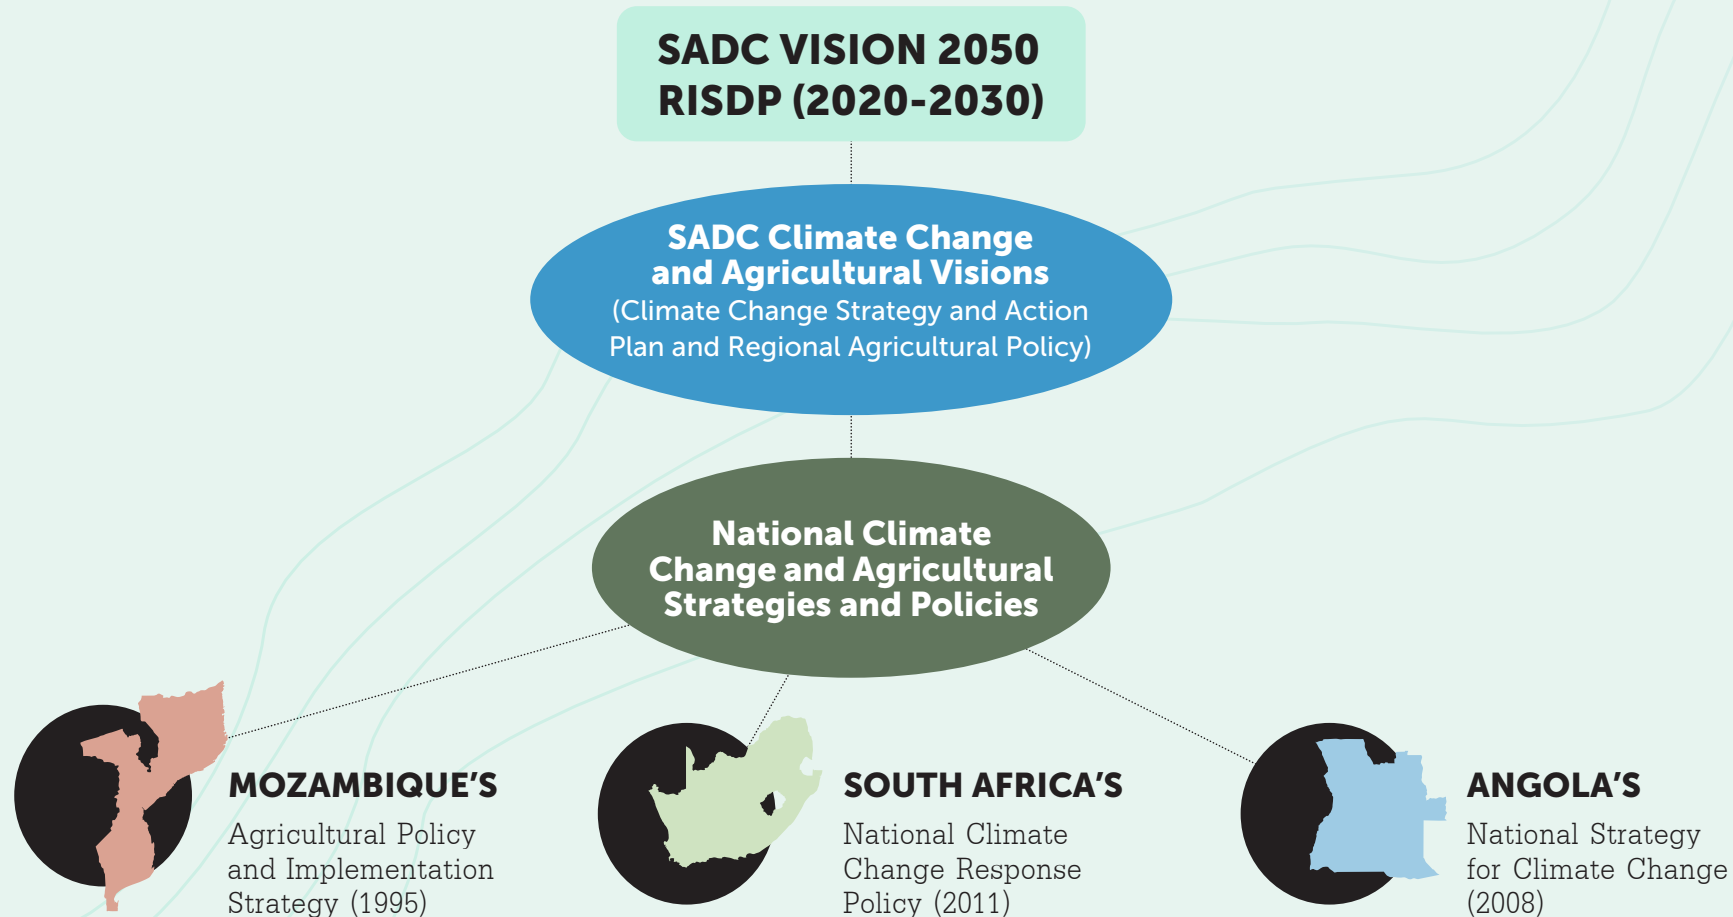 SADC VISION 2050
RISDP (2020-2030)
SADC Climate Change
and Agricultural Visions
(Climate Change Strategy and Action
Plan and Regional Agricultural Policy)
National Climate
Change and Agricultural
Strategies and Policies
MOZAMBIQUE'S
Agricultural Policy
and Implementation
Strategy (1995)
SOUTH AFRICA'S
National Climate
Change Response
Policy (2011)
ANGOLA'S
National Strategy
for Climate Change
(2008)